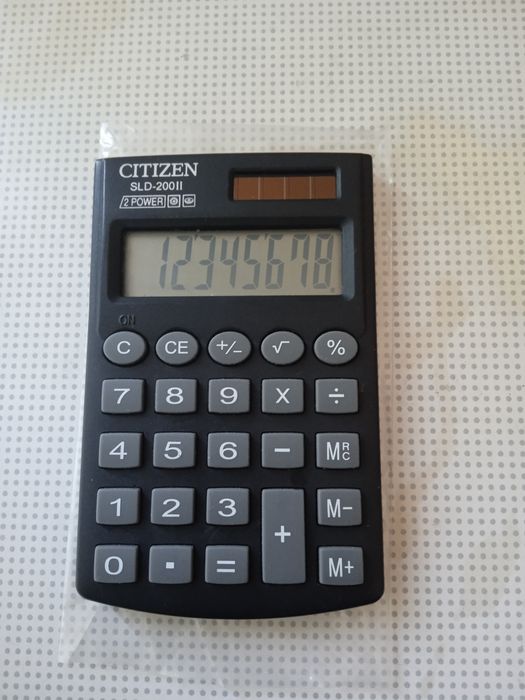 CITIZEN
SLD-200II
2 POWER
12345678.
ON
C CE +/− √ %
7 8 9 X ÷
4 5 6 − MRC
1 2 3 + M−
0 . = M+